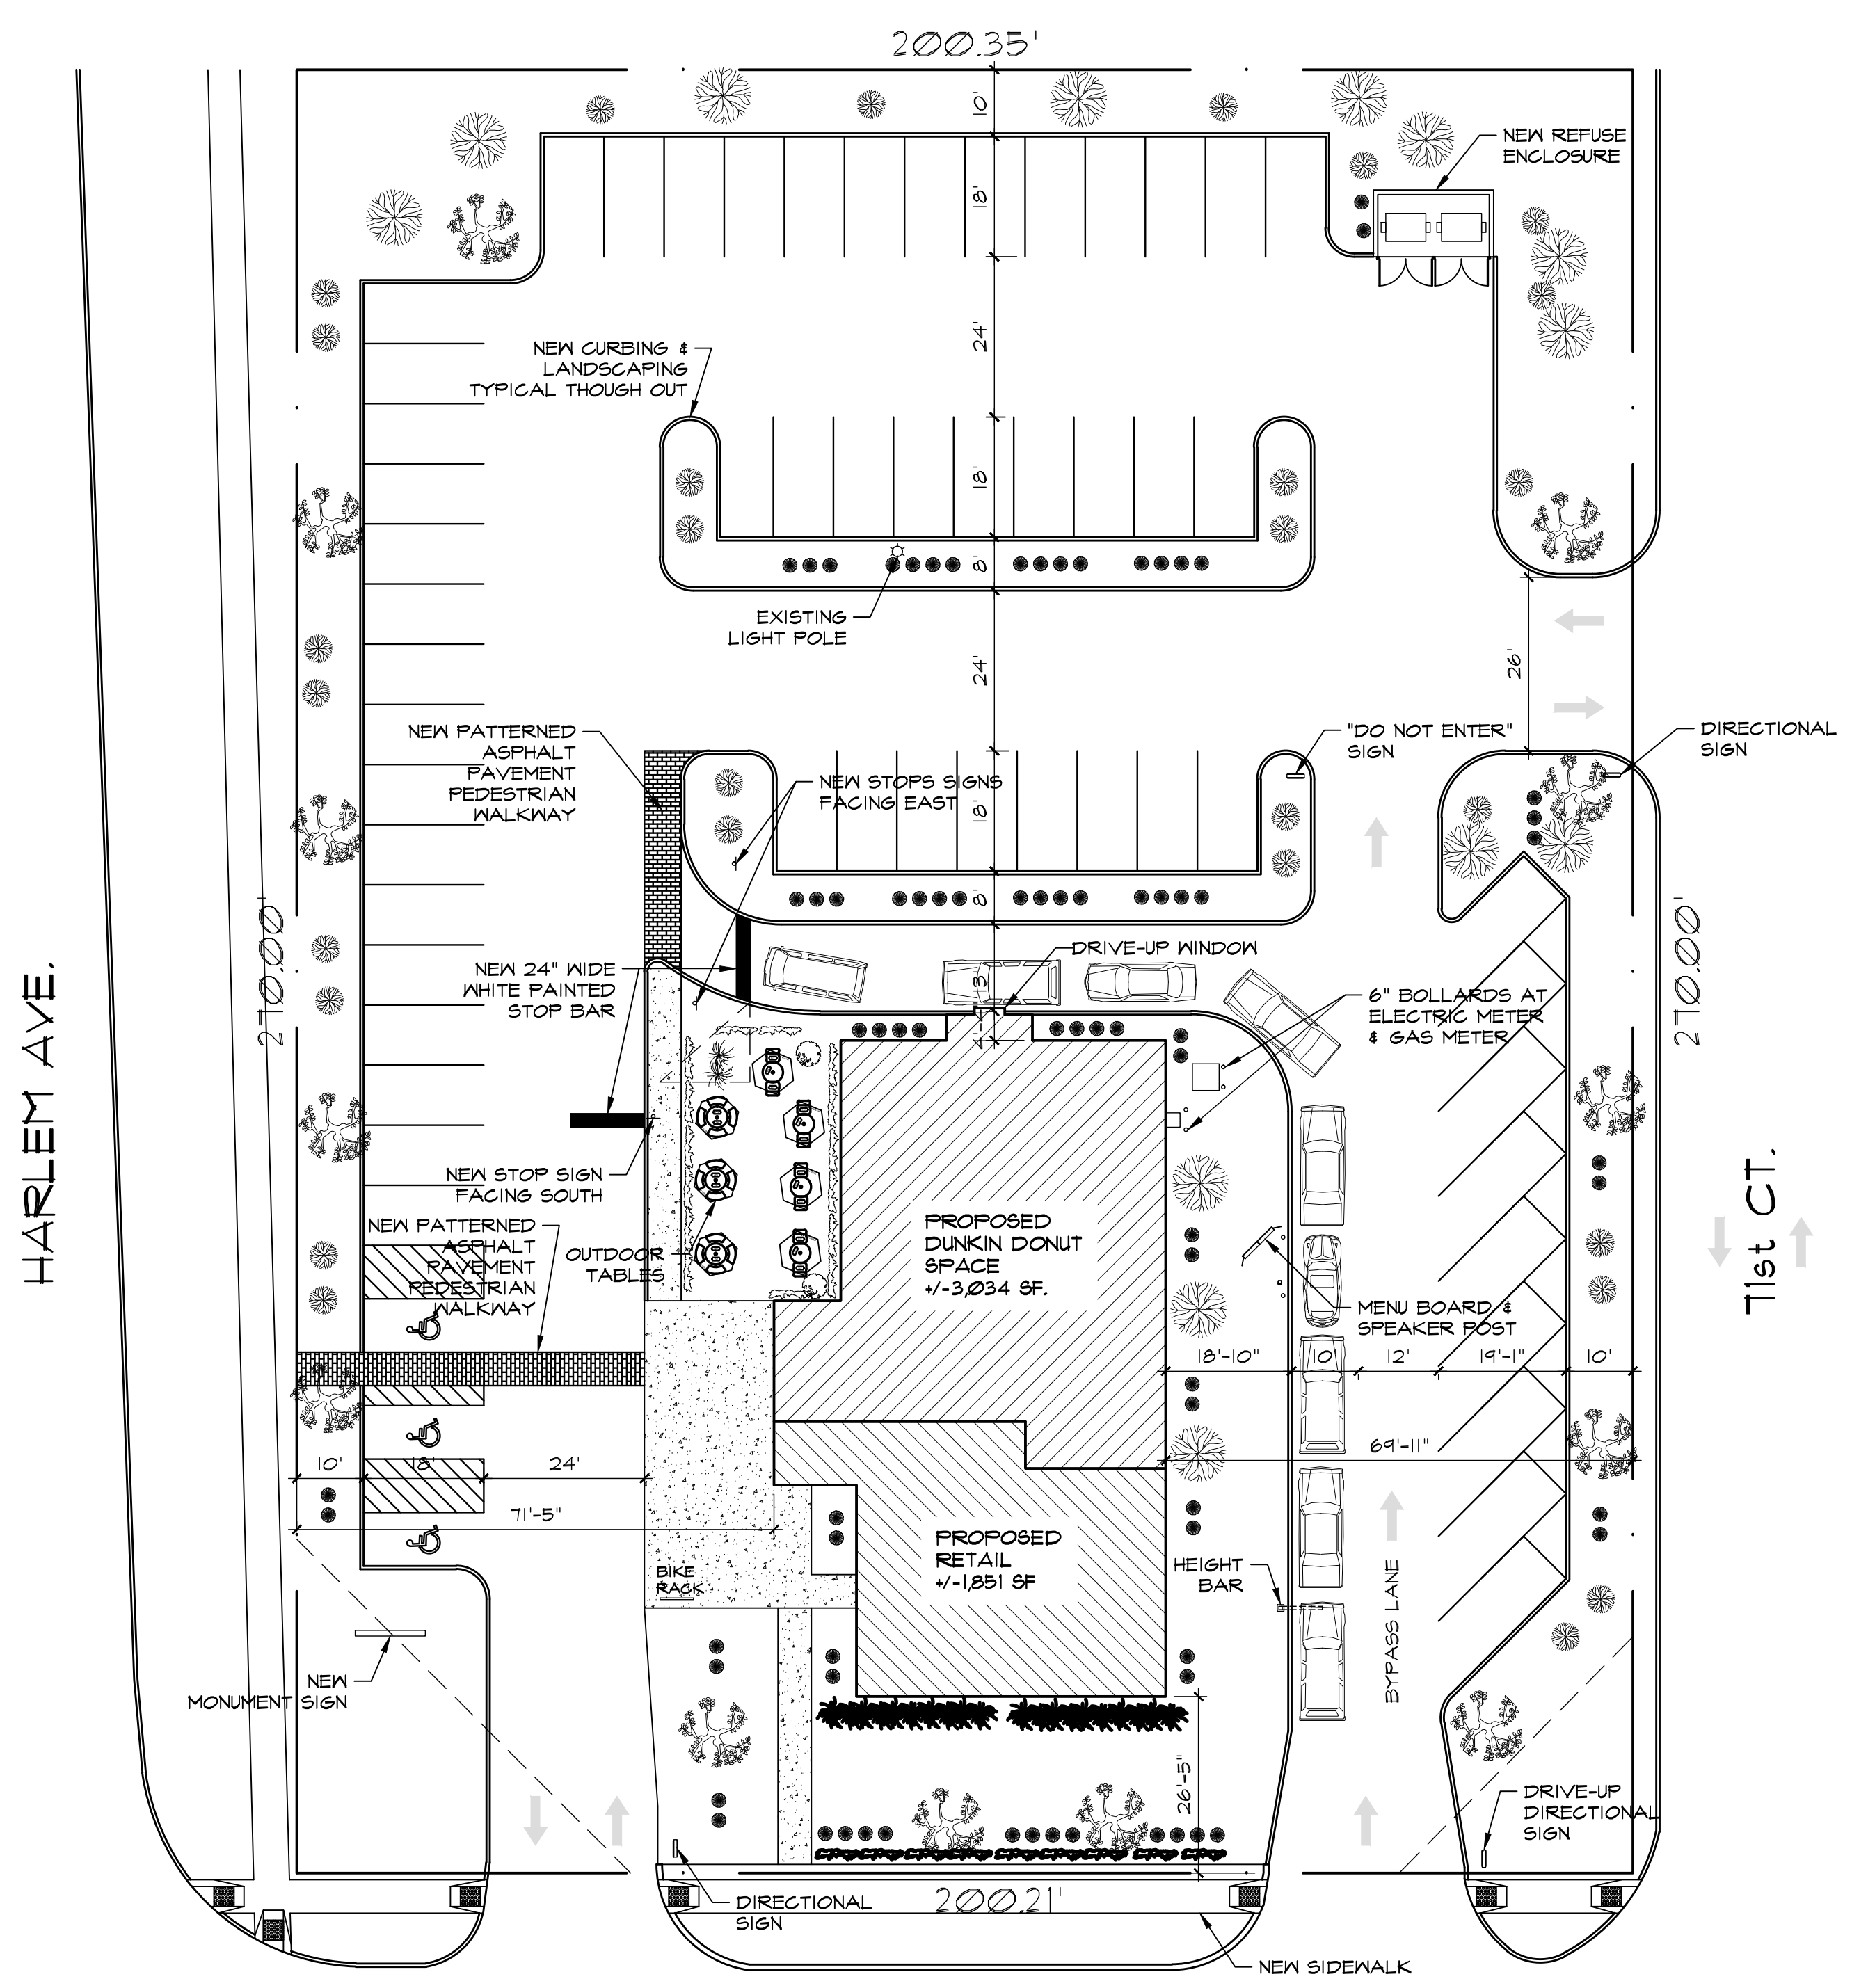 200.35'
10'
NEW REFUSE
ENCLOSURE
18'
24'
NEW CURBING &
LANDSCAPING
TYPICAL THOUGH OUT
18'
8'
EXISTING
LIGHT POLE
24'
26'
NEW PATTERNED
ASPHALT
PAVEMENT
PEDESTRIAN
WALKWAY
"DO NOT ENTER"
SIGN
DIRECTIONAL
SIGN
NEW STOPS SIGNS
FACING EAST
18'
8'
270.00'
270.00'
DRIVE-UP WINDOW
NEW 24" WIDE
WHITE PAINTED
STOP BAR
13'
6" BOLLARDS AT
ELECTRIC METER
& GAS METER
HARLEM AVE.
71st CT.
NEW STOP SIGN
FACING SOUTH
NEW PATTERNED
ASPHALT
PAVEMENT
PEDESTRIAN
WALKWAY
OUTDOOR
TABLES
PROPOSED
DUNKIN DONUT
SPACE
+/-3,034 SF.
MENU BOARD &
SPEAKER POST
18'-10"
10'
12'
19'-1"
10'
69'-11"
10'
18'
24'
71'-5"
PROPOSED
RETAIL
+/-1,851 SF
BIKE
RACK
HEIGHT
BAR
BYPASS LANE
NEW
MONUMENT SIGN
26'-5"
DRIVE-UP
DIRECTIONAL
SIGN
DIRECTIONAL
SIGN
200.21'
NEW SIDEWALK